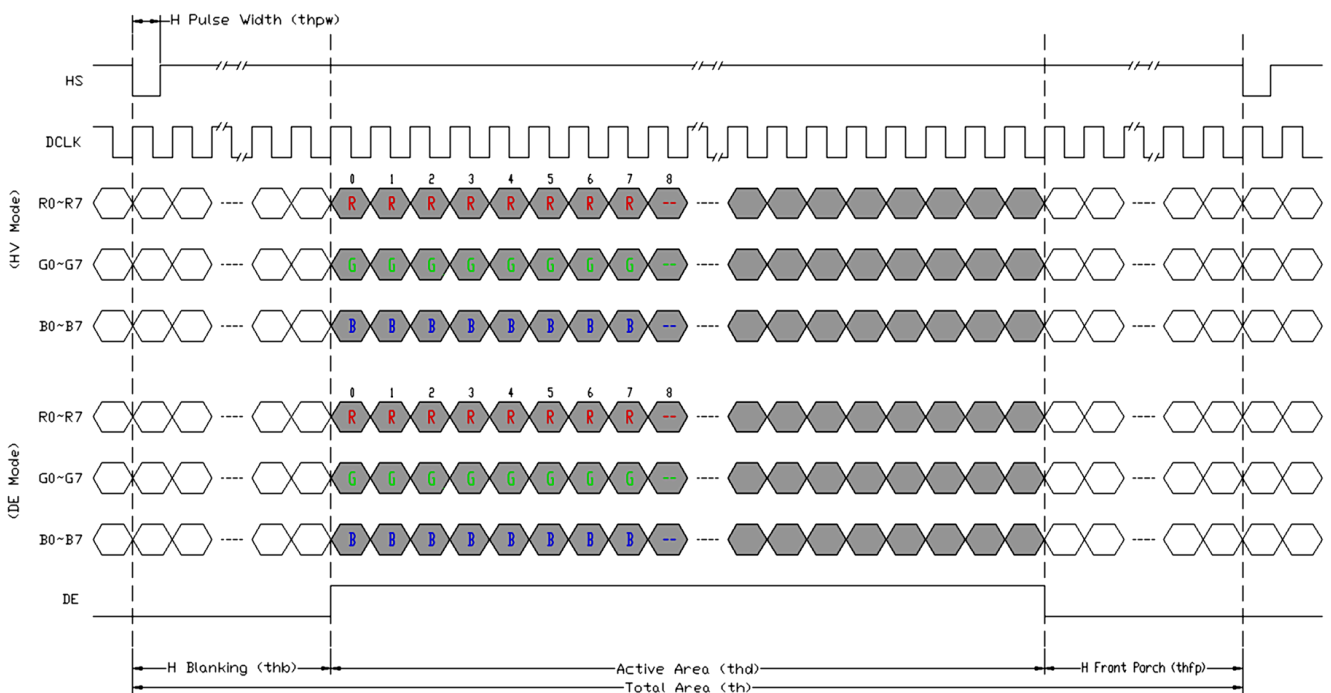 H Pulse Width (thpw)
HS
DCLK
(HV Mode)
0 1 2 3 4 5 6 7 8
R0~R7 R R R R R R R R --
G0~G7 G G G G G G G G --
B0~B7 B B B B B B B B --
(DE Mode)
0 1 2 3 4 5 6 7 8
R0~R7 R R R R R R R R --
G0~G7 G G G G G G G G --
B0~B7 B B B B B B B B --
DE
H Blanking (thb) Active Area (thd) H Front Porch (thfp)
Total Area (th)